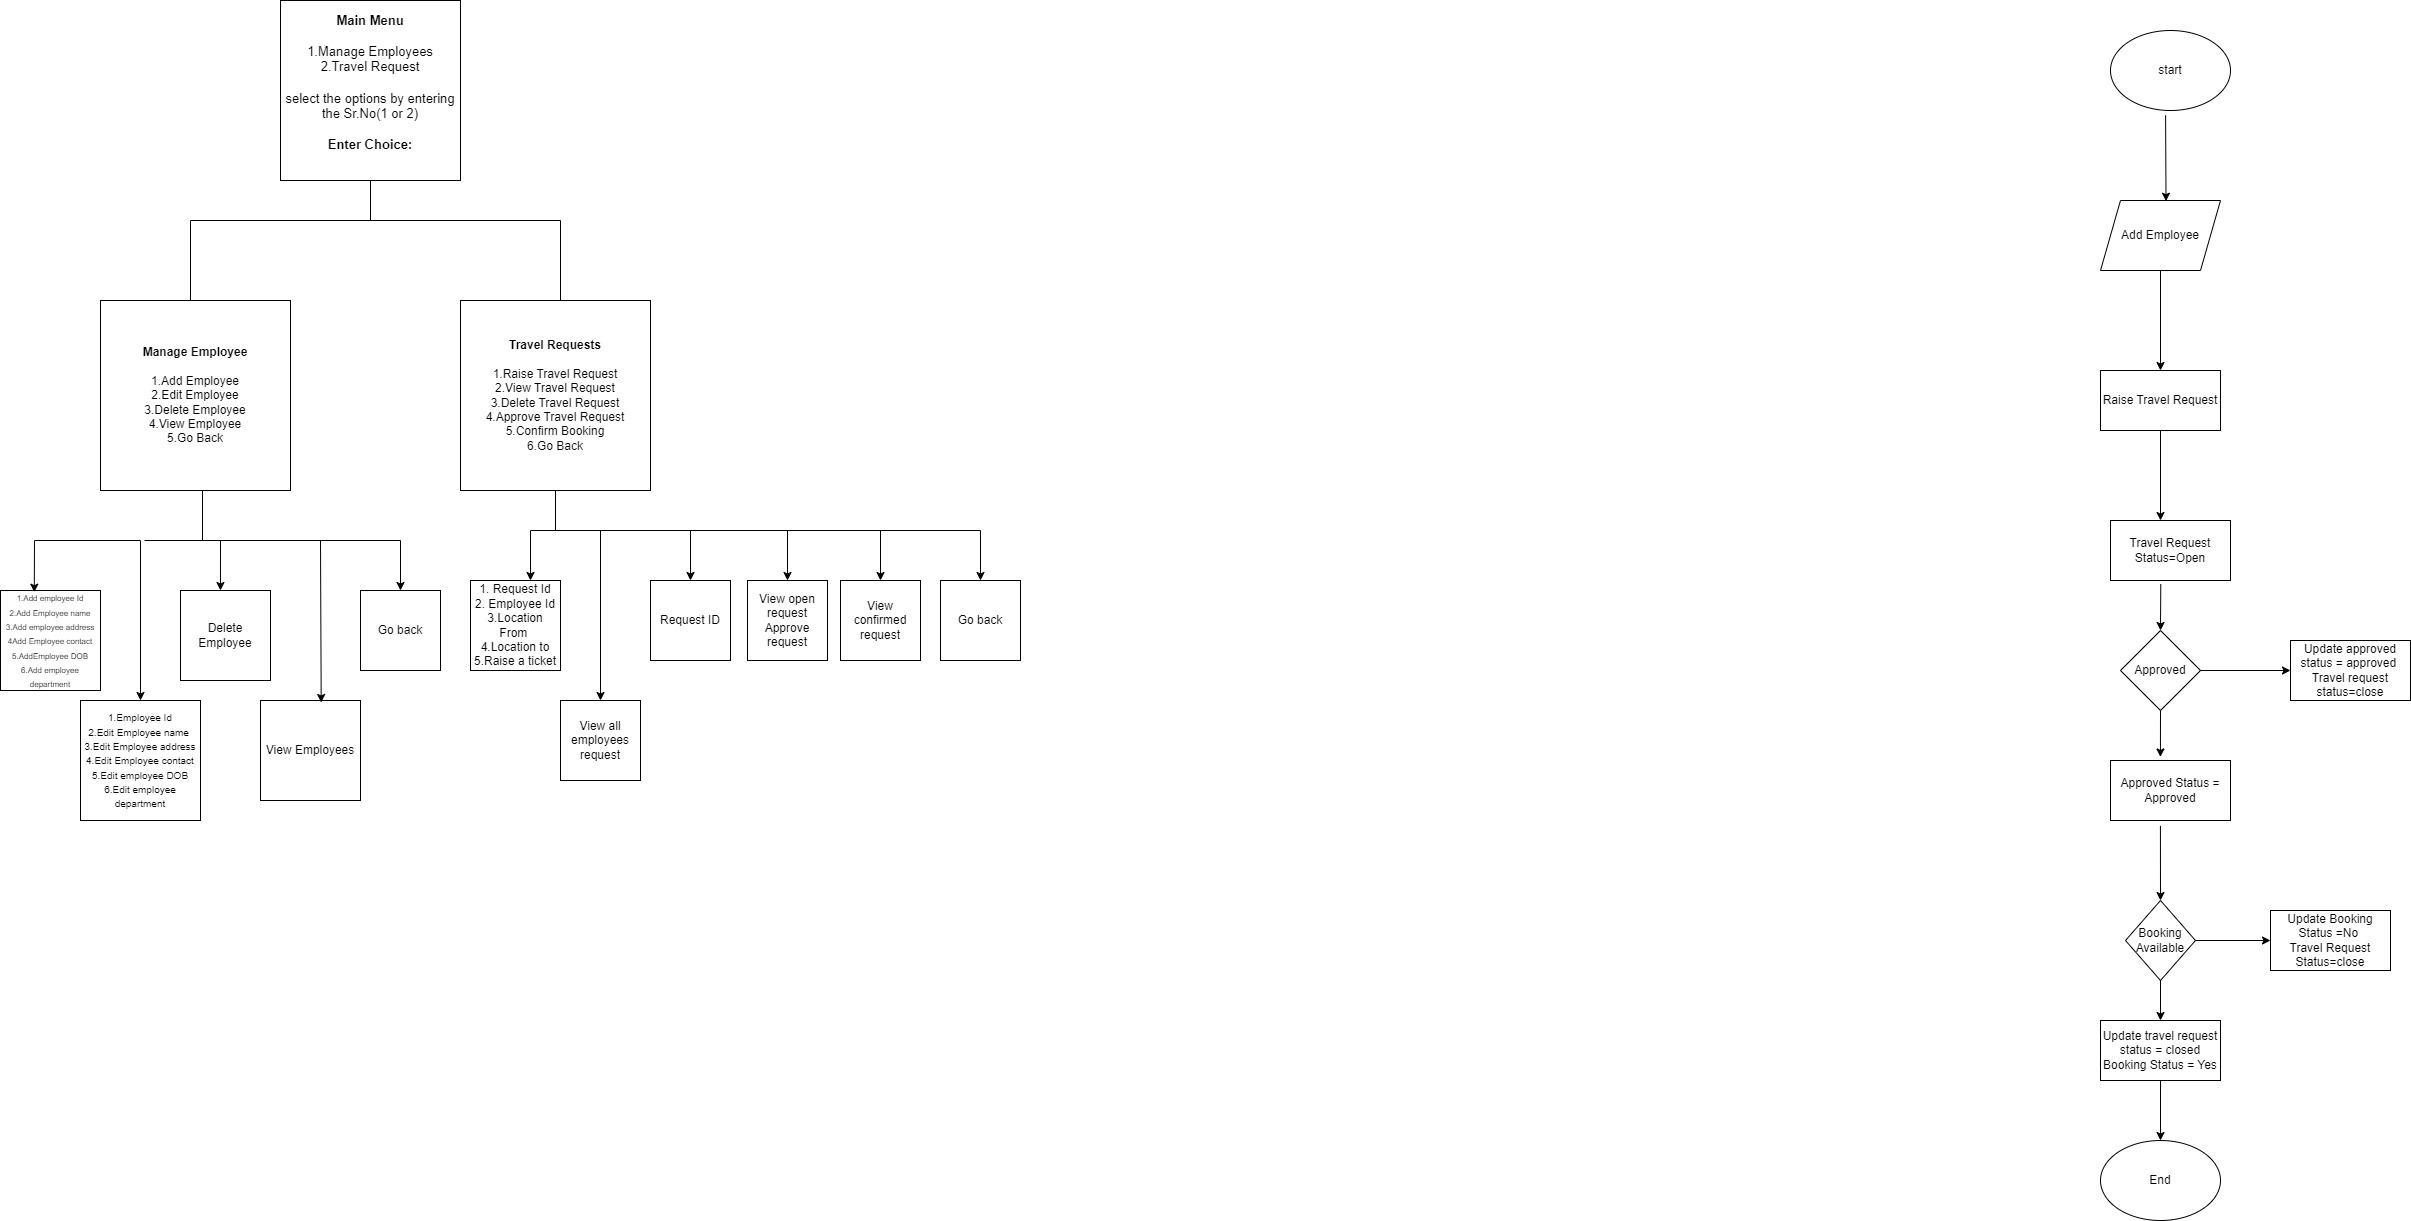 Main Menu
1.Manage Employees
2.Travel Request
select the options by entering
the Sr.No(1 or 2)
Enter Choice:
Manage Employee
1.Add Employee
2.Edit Employee
3.Delete Employee
4.View Employee
5.Go Back
Travel Requests
1.Raise Travel Request
2.View Travel Request
3.Delete Travel Request
4.Approve Travel Request
5.Confirm Booking
6.Go Back
1.Add employee Id
2.Add Employee name
3.Add employee address
4Add Employee contact
5.AddEmployee DOB
6.Add employee
department
1.Employee Id
2.Edit Employee name
3.Edit Employee address
4.Edit Employee contact
5.Edit employee DOB
6.Edit employee
department
Delete
Employee
View Employees
Go back
1. Request Id
2. Employee Id
3.Location
From
4.Location to
5.Raise a ticket
View all
employees
request
Request ID
View open
request
Approve
request
View
confirmed
request
Go back
start
Add Employee
Raise Travel Request
Travel Request
Status=Open
Approved
Update approved
status = approved
Travel request
status=close
Approved Status =
Approved
Booking
Available
Update Booking
Status =No
Travel Request
Status=close
Update travel request
status = closed
Booking Status = Yes
End